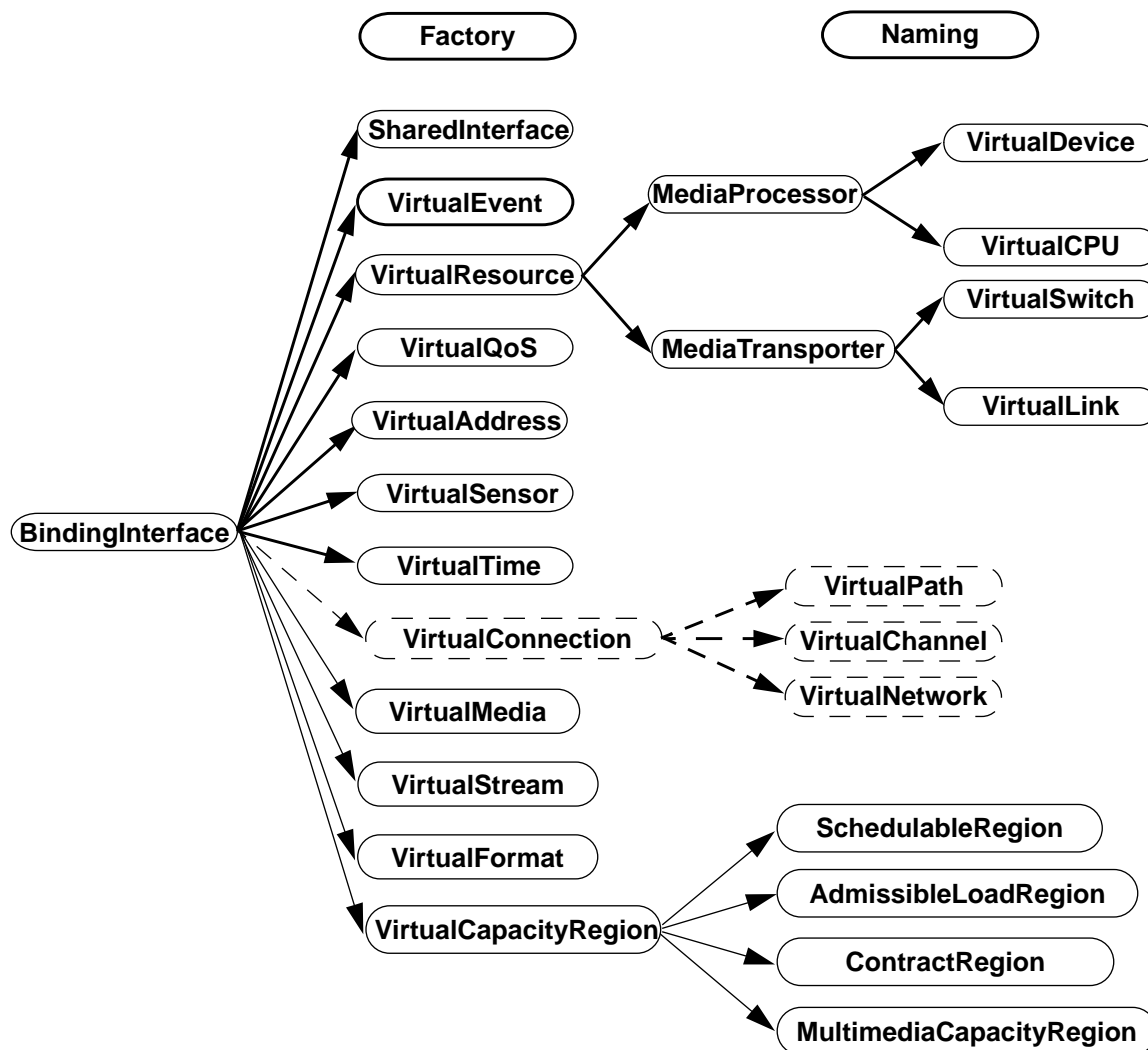 Factory
Naming
SharedInterface
VirtualDevice
MediaProcessor
VirtualEvent
VirtualCPU
VirtualResource
VirtualSwitch
VirtualQoS
MediaTransporter
VirtualLink
VirtualAddress
VirtualSensor
BindingInterface
VirtualTime
VirtualPath
VirtualConnection
VirtualChannel
VirtualNetwork
VirtualMedia
VirtualStream
SchedulableRegion
VirtualFormat
AdmissibleLoadRegion
VirtualCapacityRegion
ContractRegion
MultimediaCapacityRegion